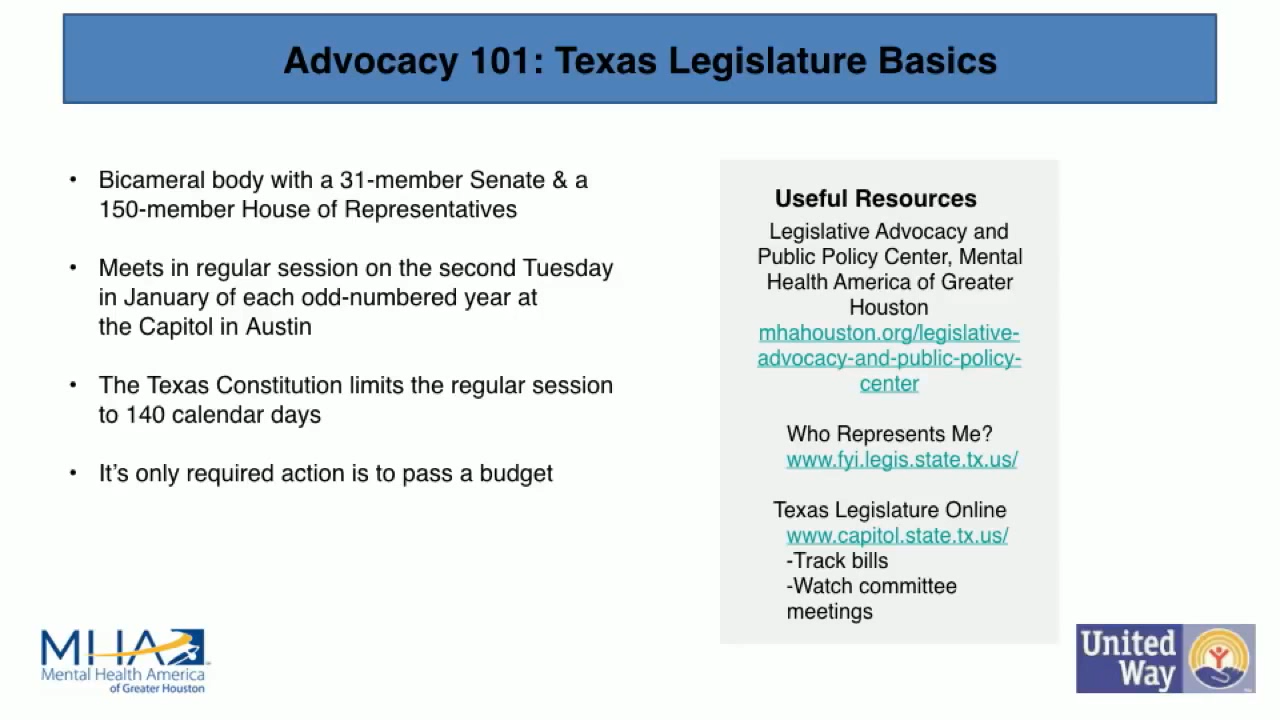 Advocacy 101: Texas Legislature Basics
• Bicameral body with a 31-member Senate & a
150-member House of Representatives
• Meets in regular session on the second Tuesday
in January of each odd-numbered year at
the Capitol in Austin
• The Texas Constitution limits the regular session
to 140 calendar days
• It’s only required action is to pass a budget
Useful Resources
Legislative Advocacy and
Public Policy Center, Mental
Health America of Greater
Houston
mhahouston.org/legislative-
advocacy-and-public-policy-
center
Who Represents Me?
www.fyi.legis.state.tx.us/
Texas Legislature Online
www.capitol.state.tx.us/
-Track bills
-Watch committee
meetings
MHA
Mental Health America
of Greater Houston
United
Way